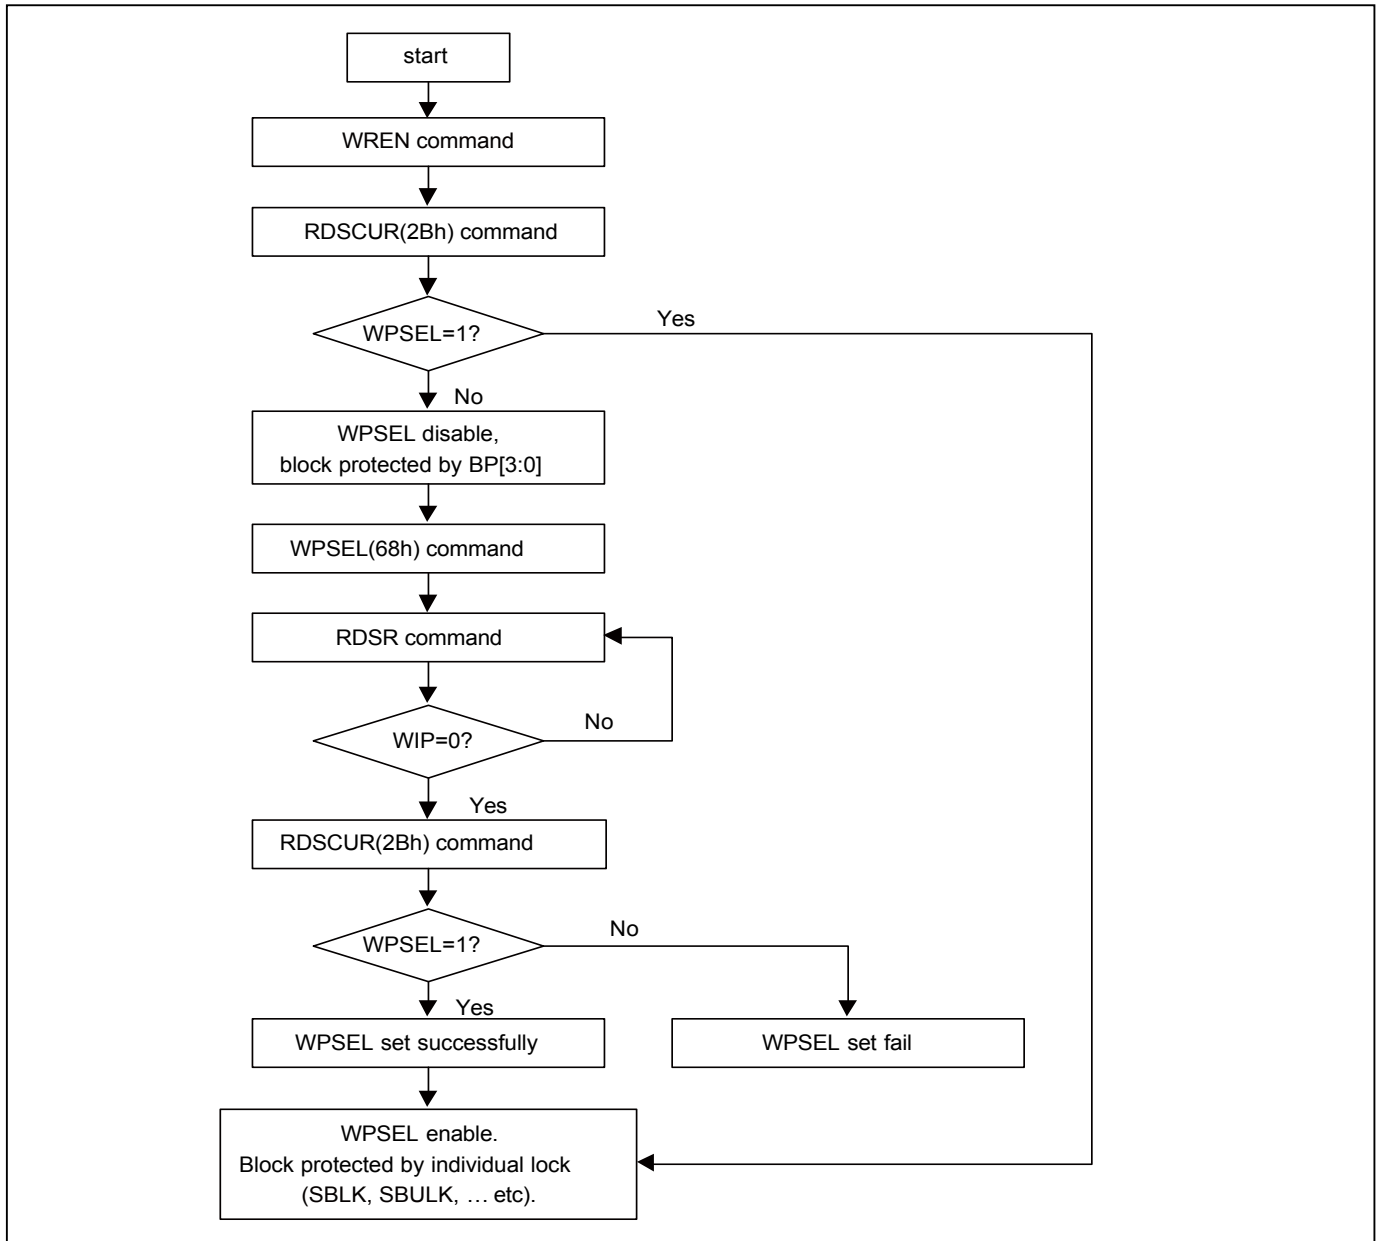 start
WREN command
RDSCUR(2Bh) command
WPSEL=1?
Yes
No
WPSEL disable,
block protected by BP[3:0]
WPSEL(68h) command
RDSR command
WIP=0?
No
Yes
RDSCUR(2Bh) command
WPSEL=1?
No
Yes
WPSEL set successfully
WPSEL set fail
WPSEL enable.
Block protected by individual lock
(SBLK, SBULK, … etc).